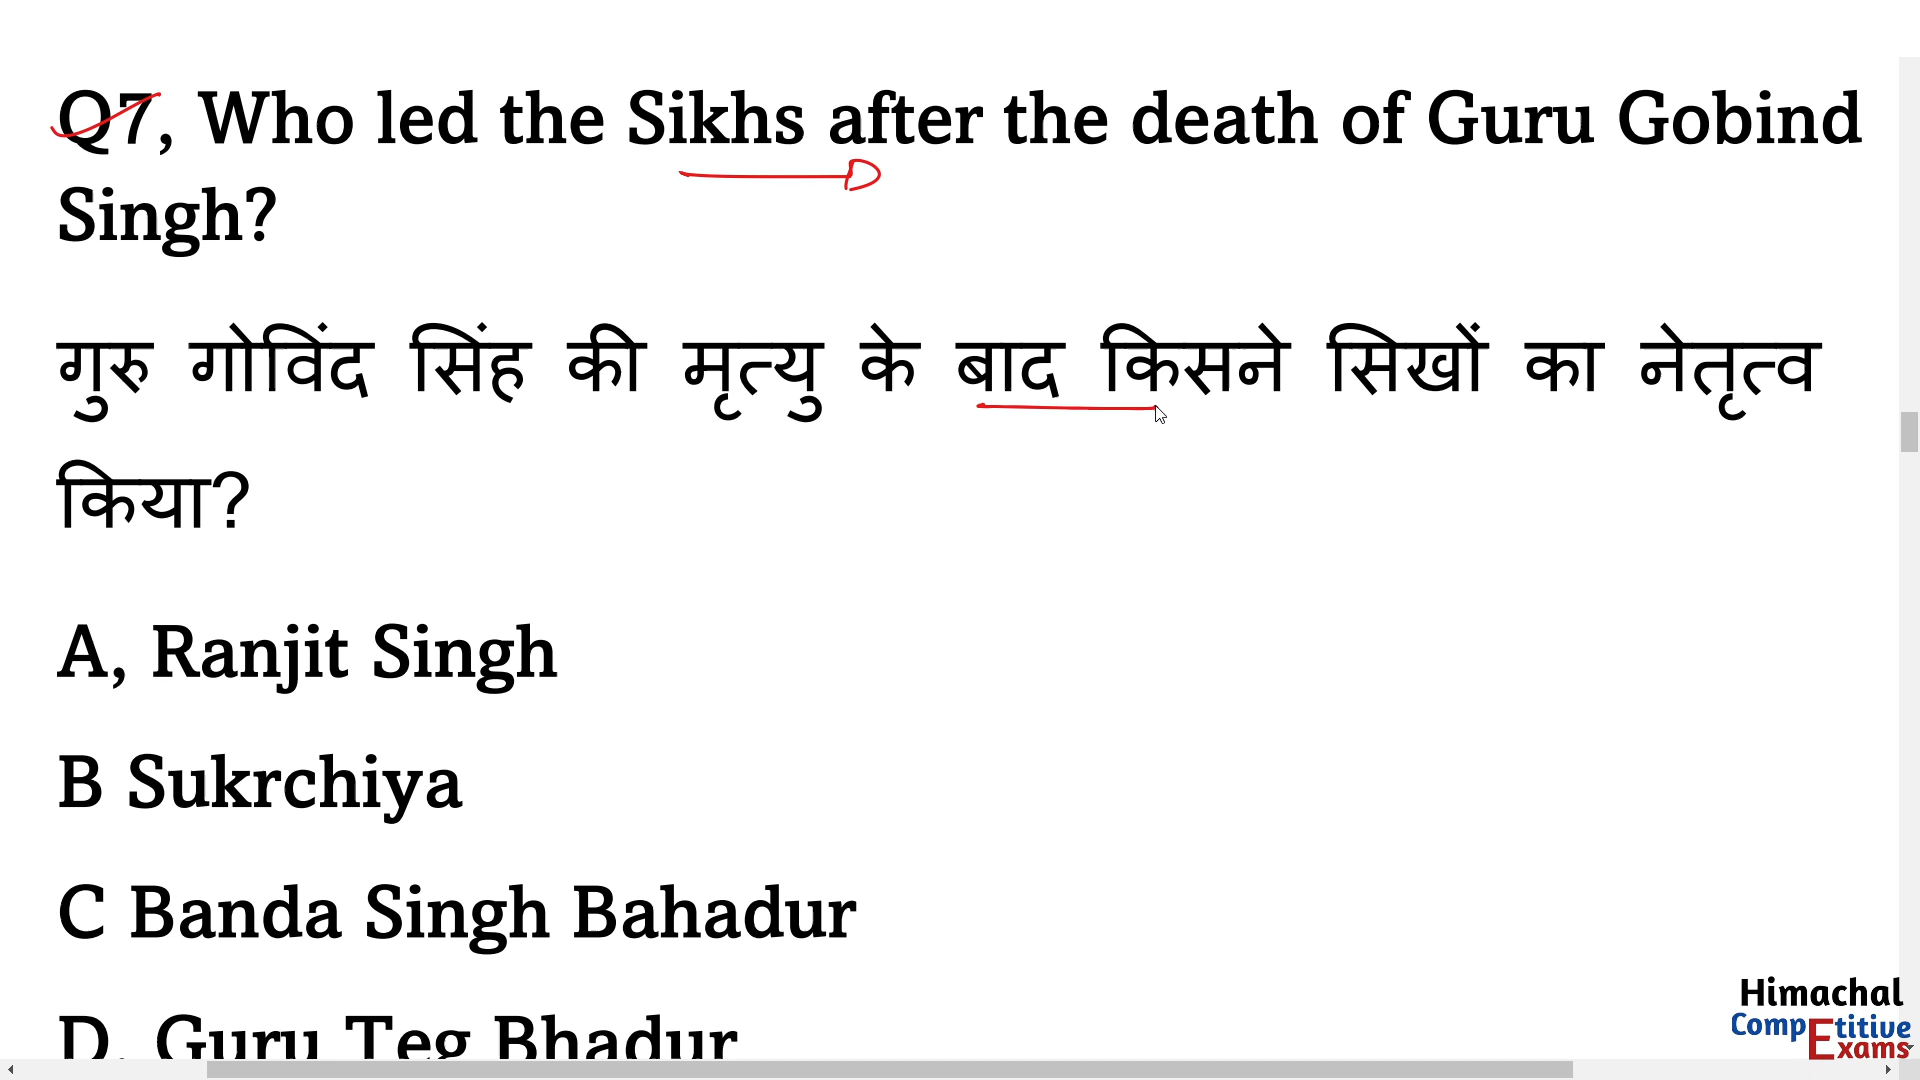 Q7, Who led the Sikhs after the death of Guru Gobind
Singh?
गुरु गोविंद सिंह की मृत्यु के बाद किसने सिखों का नेतृत्व
किया?
A, Ranjit Singh
B Sukrchiya
C Banda Singh Bahadur
D, Guru Teg Bhadur
Himachal
CompEtitive
Exams